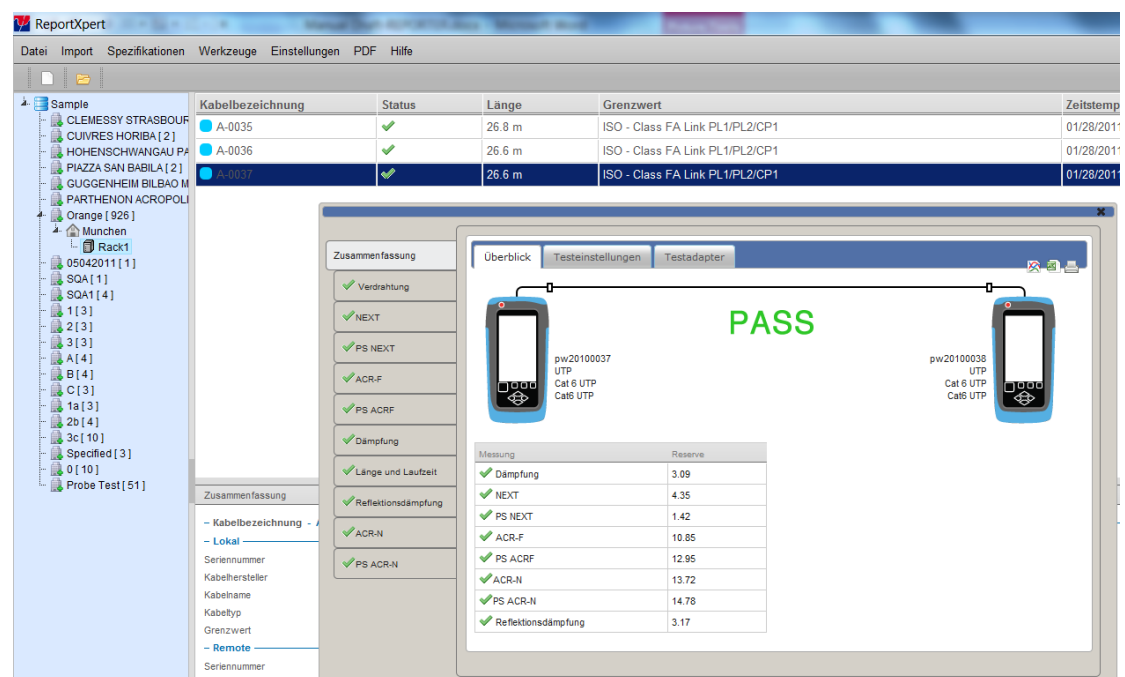 ReportXpert
Datei Import Spezifikationen Werkzeuge Einstellungen PDF Hilfe
Sample
CLEMESSY STRASBOUR
CUIVRES HORIBA [ 2 ]
HOHENSCHWANGAU PA
PIAZZA SAN BABILA [ 2 ]
GUGGENHEIM BILBAO M
PARTHENON ACROPOLI
Orange [ 926 ]
Munchen
Rack1
05042011 [ 1 ]
SQA [ 1 ]
SQA1 [ 4 ]
1 [ 3 ]
2 [ 3 ]
3 [ 3 ]
A [ 4 ]
B [ 4 ]
C [ 3 ]
1a [ 3 ]
2b [ 4 ]
3c [ 10 ]
Specified [ 3 ]
0 [ 10 ]
Probe Test [ 51 ]
Kabelbezeichnung Status Länge Grenzwert Zeitstemp
A-0035 26.8 m ISO - Class FA Link PL1/PL2/CP1 01/28/2011
A-0036 26.6 m ISO - Class FA Link PL1/PL2/CP1 01/28/2011
A-0037 26.6 m ISO - Class FA Link PL1/PL2/CP1 01/28/2011
Zusammenfassung
Verdrahtung
NEXT
PS NEXT
ACR-F
PS ACRF
Dämpfung
Länge und Laufzeit
Reflektionsdämpfung
ACR-N
PS ACR-N
Überblick Testeinstellungen Testadapter
PASS
pw20100037
UTP
Cat 6 UTP
Cat6 UTP
pw20100038
UTP
Cat 6 UTP
Cat6 UTP
Messung Reserve
Dämpfung 3.09
NEXT 4.35
PS NEXT 1.42
ACR-F 10.85
PS ACRF 12.95
ACR-N 13.72
PS ACR-N 14.78
Reflektionsdämpfung 3.17
Zusammenfassung
– Kabelbezeichnung -
– Lokal
Seriennummer
Kabelhersteller
Kabelname
Kabeltyp
Grenzwert
– Remote
Seriennummer